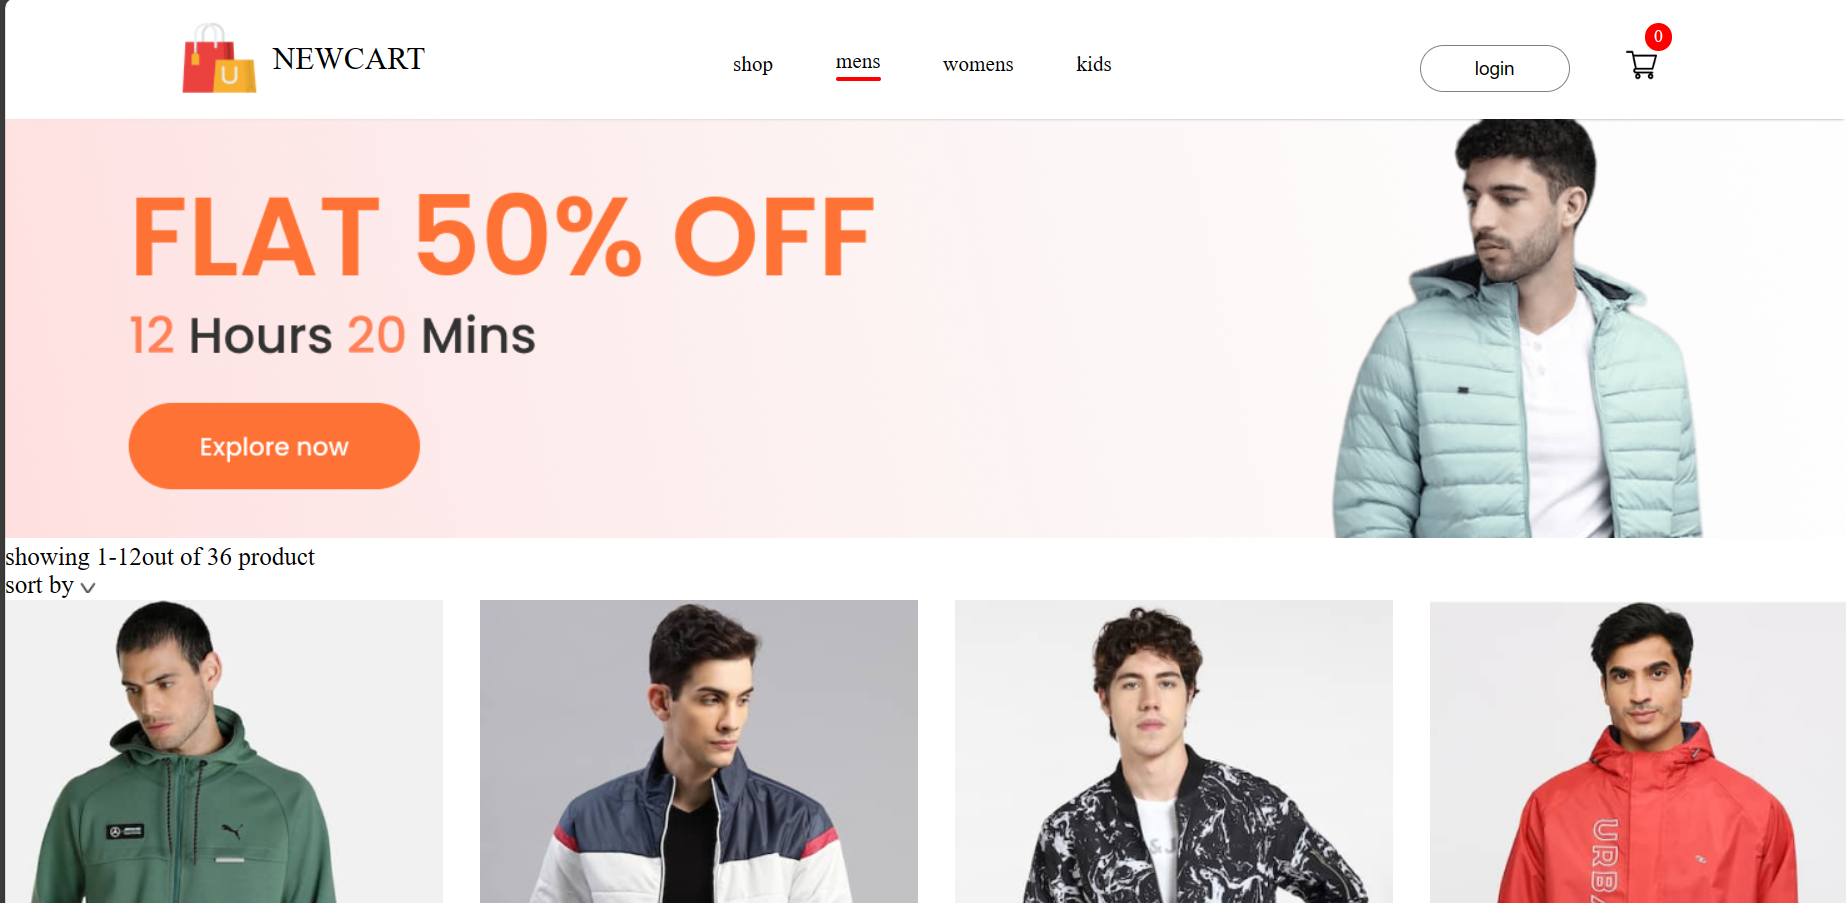 U
NEWCART
shop
mens
womens
kids
login
0
FLAT 50% OFF
12 Hours 20 Mins
Explore now
showing 1-12out of 36 product
sort by
& J
URBA